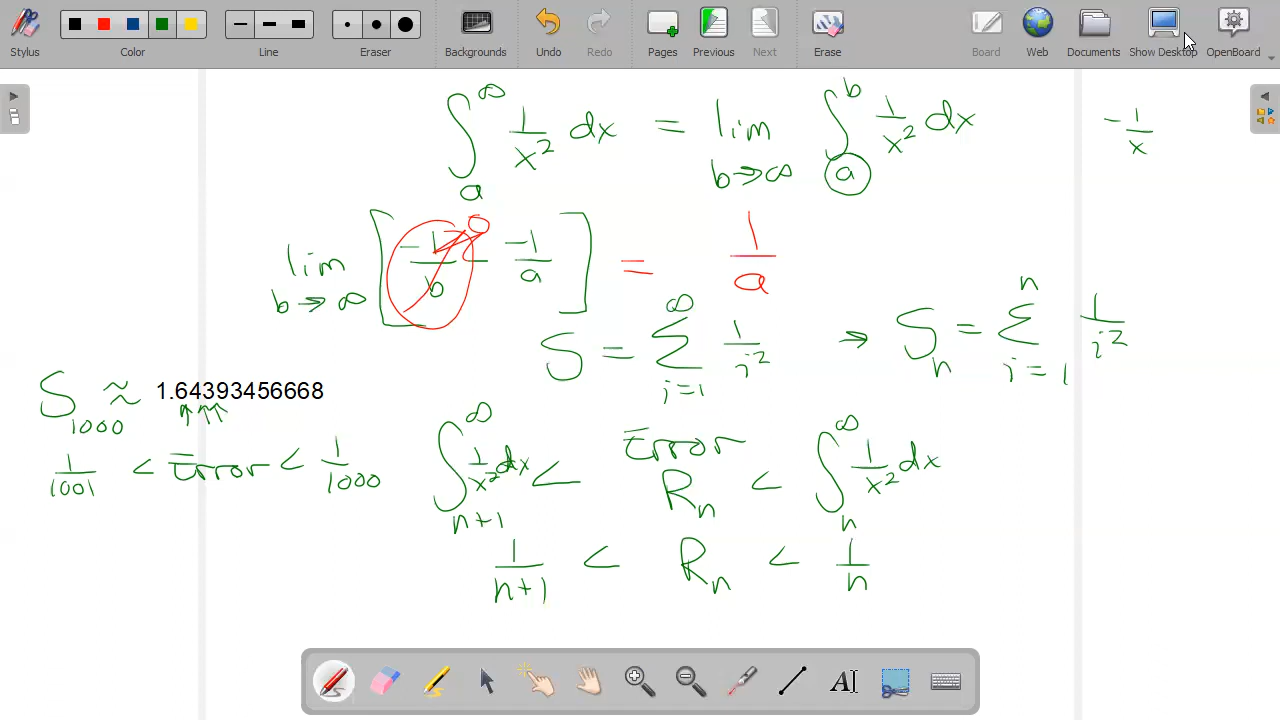 Stylus Color Line Eraser Backgrounds Undo Redo Pages Previous Next Erase Board Web Documents Show Desktop OpenBoard
∫_a^∞ 1/x² dx = lim_{b→∞} ∫_a^b 1/x² dx
-1/x
lim_{b→∞} [ -1/b - -1/a ] = 1/a
0
S = ∑_{i=1}^∞ 1/i² → S_n = ∑_{i=1}^n 1/i²
S_1000 ≈ 1.64393456668
1/1001 < Error < 1/1000
Error
∫_{n+1}^∞ 1/x² dx < R_n < ∫_n^∞ 1/x² dx
1/(n+1) < R_n < 1/n